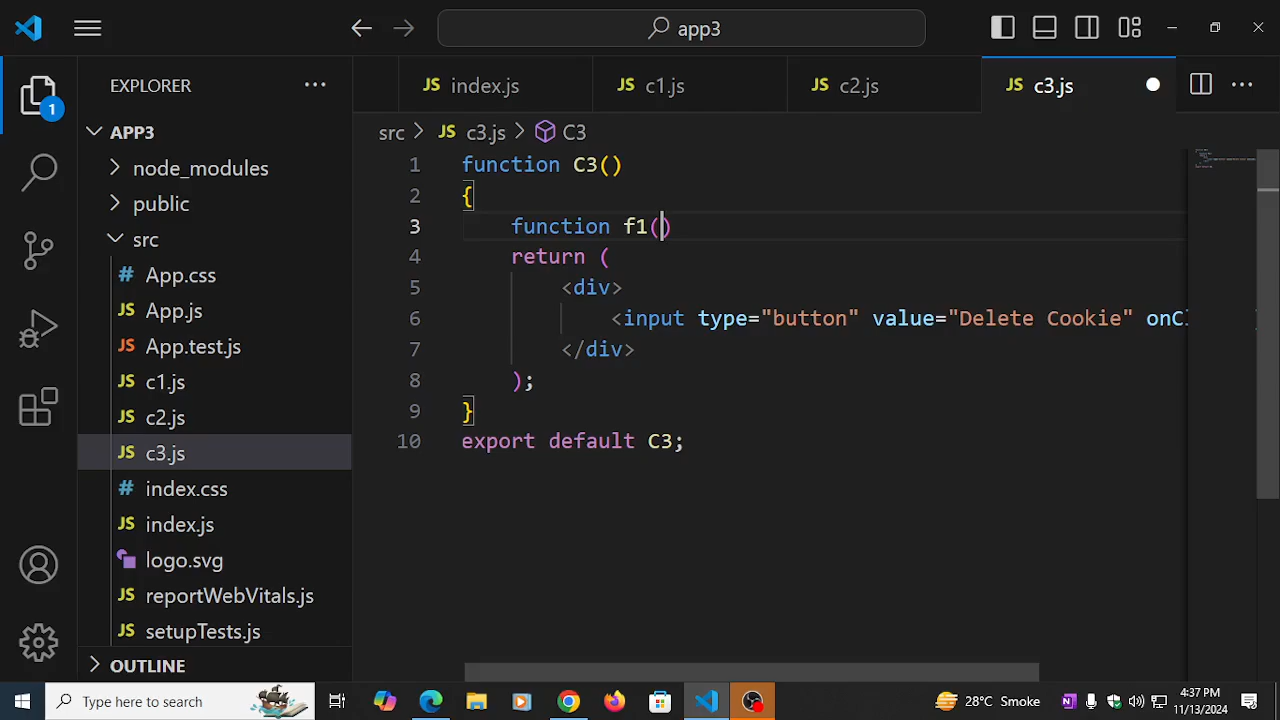 app3
EXPLORER
index.js
c1.js
c2.js
c3.js
1
APP3
src
c3.js
C3
node_modules
public
src
App.css
App.js
App.test.js
c1.js
c2.js
c3.js
index.css
index.js
logo.svg
reportWebVitals.js
setupTests.js
OUTLINE
1 function C3()
2 {
3 function f1()
4 return (
5 <div>
6 <input type="button" value="Delete Cookie" onCl
7 </div>
8 );
9 }
10 export default C3;
Type here to search
28°C Smoke
4:37 PM
11/13/2024